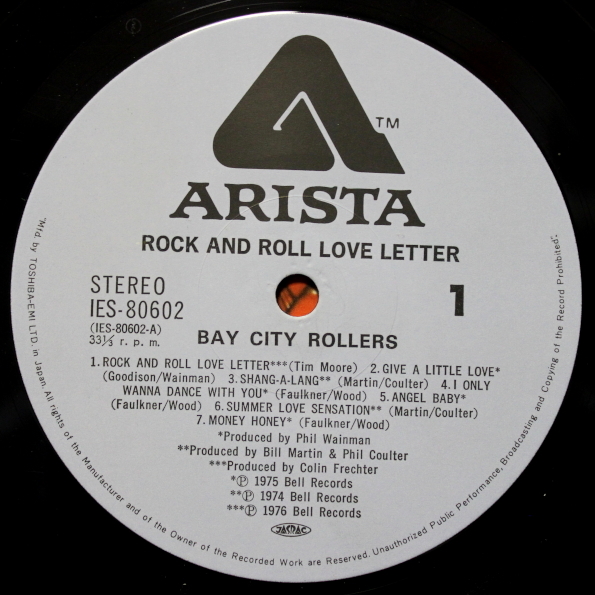 TM
ARISTA
ROCK AND ROLL LOVE LETTER
STEREO
IES-80602
(IES-80602-A)
33⅓ r. p. m.
1
BAY CITY ROLLERS
1.ROCK AND ROLL LOVE LETTER***(Tim Moore) 2.GIVE A LITTLE LOVE*
(Goodison/Wainman) 3.SHANG-A-LANG** (Martin/Coulter) 4.I ONLY
WANNA DANCE WITH YOU* (Faulkner/Wood) 5.ANGEL BABY*
(Faulkner/Wood) 6.SUMMER LOVE SENSATION** (Martin/Coulter)
7.MONEY HONEY* (Faulkner/Wood)
*Produced by Phil Wainman
**Produced by Bill Martin & Phil Coulter
***Produced by Colin Frechter
*Ⓟ 1975 Bell Records
**Ⓟ 1974 Bell Records
***Ⓟ 1976 Bell Records
JASRAC
"Mfd. by TOSHIBA-EMI LTD. in Japan. All rights of the Manufacturer and of the Owner of the Recorded Work are Reserved. Unauthorized Public Performance, Broadcasting and Copying of the Record Prohibited".